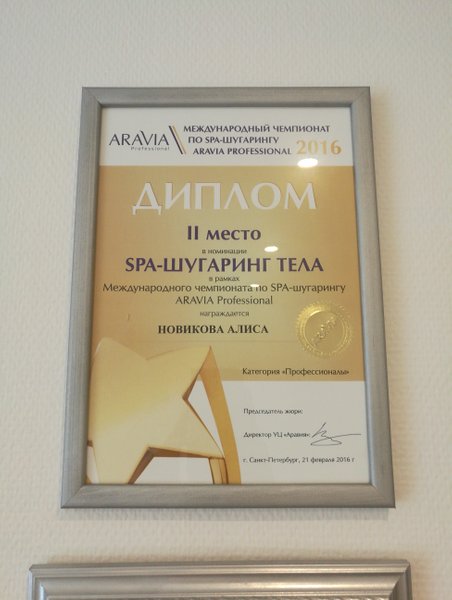 ARAVIA
Professional
МЕЖДУНАРОДНЫЙ ЧЕМПИОНАТ
ПО SPA-ШУГАРИНГУ
ARAVIA PROFESSIONAL 2016
ДИПЛОМ
II место
в номинации
SPA-ШУГАРИНГ ТЕЛА
в рамках
Международного чемпионата по SPA-шугарингу
ARAVIA Professional
награждается
НОВИКОВА АЛИСА
Категория «Профессионалы»
Председатель жюри:
Директор УЦ «Аравия»:
г. Санкт-Петербург, 21 февраля 2016 г